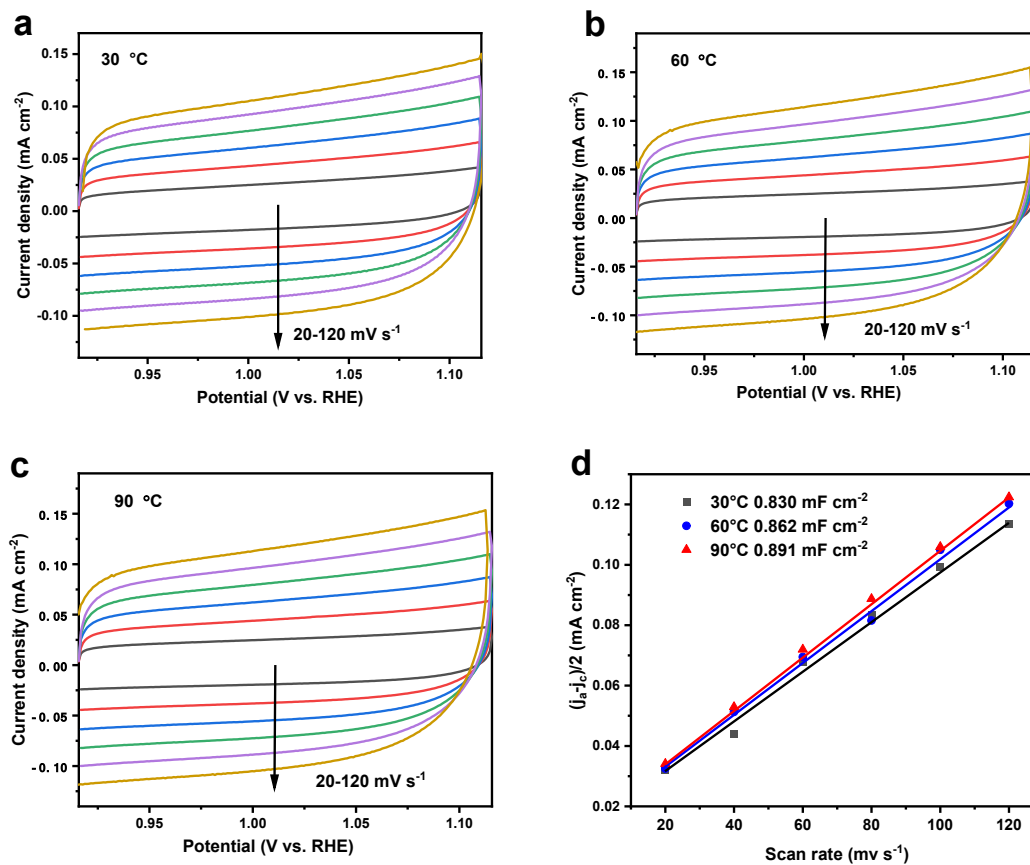 a
30 °C
0.15
0.10
0.05
0.00
-0.05
-0.10
Current density (mA cm⁻²)
20-120 mV s⁻¹
0.95 1.00 1.05 1.10
Potential (V vs. RHE)
b
60 °C
0.15
0.10
0.05
0.00
-0.05
-0.10
Current density (mA cm⁻²)
20-120 mV s⁻¹
0.95 1.00 1.05 1.10
Potential (V vs. RHE)
c
90 °C
0.15
0.10
0.05
0.00
-0.05
-0.10
Current density (mA cm⁻²)
20-120 mV s⁻¹
0.95 1.00 1.05 1.10
Potential (V vs. RHE)
d
30°C 0.830 mF cm⁻²
60°C 0.862 mF cm⁻²
90°C 0.891 mF cm⁻²
0.12
0.10
0.08
0.06
0.04
0.02
(jₐ-j꜀)/2 (mA cm⁻²)
20 40 60 80 100 120
Scan rate (mv s⁻¹)